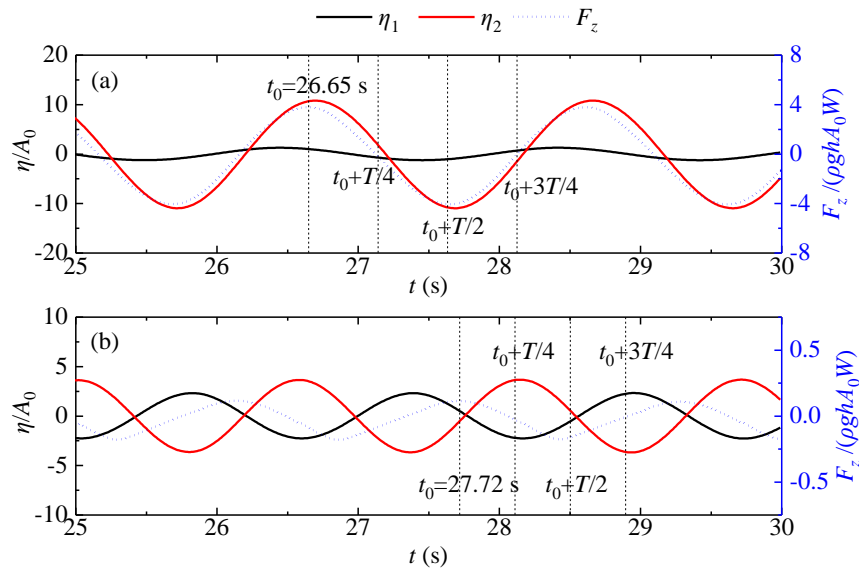 η₁ η₂ F_z
(a)
t₀=26.65 s
t₀+T/4
t₀+T/2
t₀+3T/4
20
10
0
-10
-20
η/A₀
8
4
0
-4
-8
F_z /(ρghA₀W)
25 26 27 28 29 30
t (s)
(b)
t₀+T/4 t₀+3T/4
t₀=27.72 s t₀+T/2
10
5
0
-5
-10
η/A₀
0.5
0.0
-0.5
F_z /(ρghA₀W)
25 26 27 28 29 30
t (s)